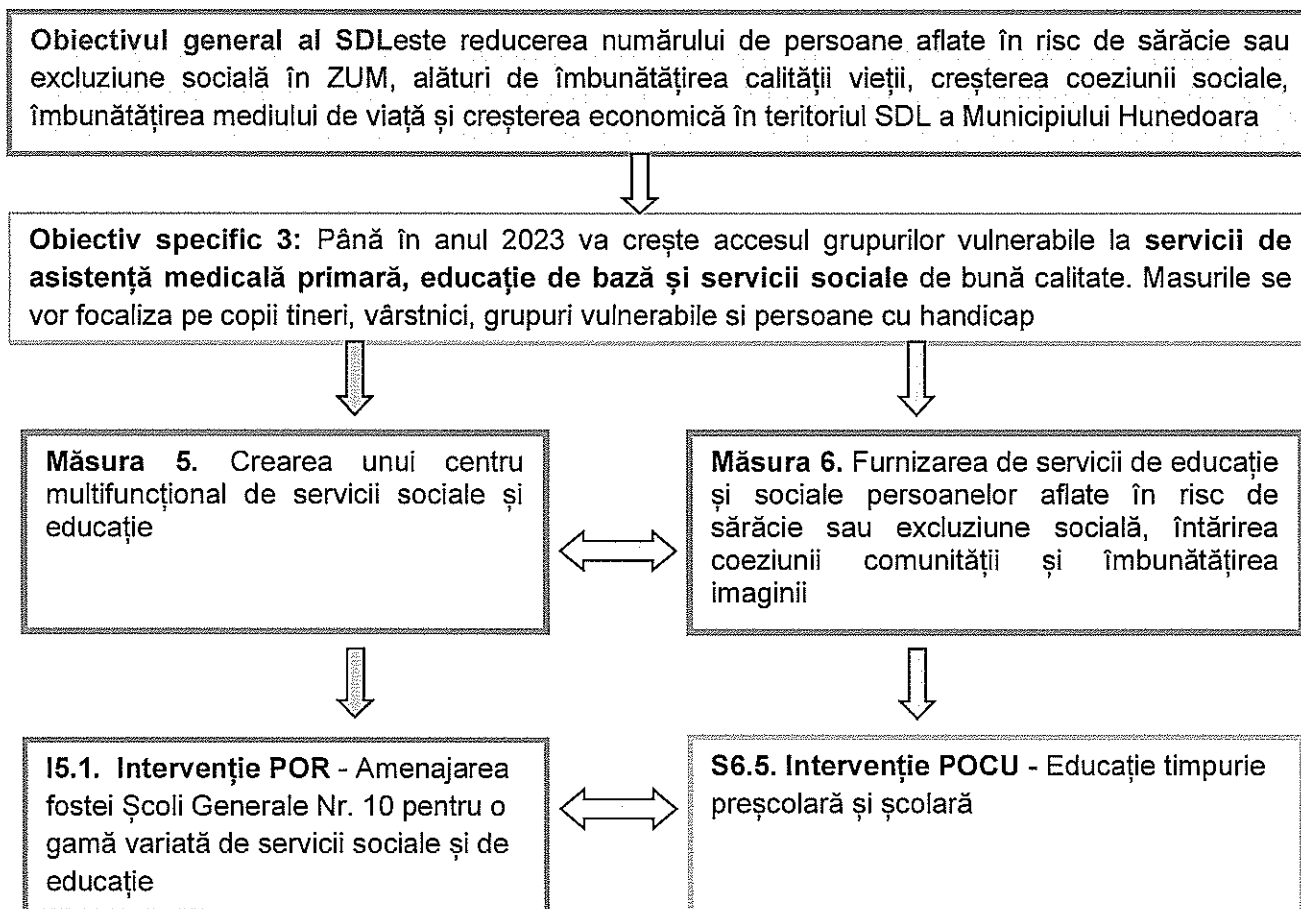 Obiectivul general al SDLeste reducerea numărului de persoane aflate în risc de sărăcie sau
excluziune socială în ZUM, alături de îmbunătățirea calității vieții, creșterea coeziunii sociale,
îmbunătățirea mediului de viață și creșterea economică în teritoriul SDL a Municipiului Hunedoara
Obiectiv specific 3: Până în anul 2023 va crește accesul grupurilor vulnerabile la servicii de
asistență medicală primară, educație de bază și servicii sociale de bună calitate. Masurile se
vor focaliza pe copii tineri, vârstnici, grupuri vulnerabile si persoane cu handicap
Măsura 5. Crearea unui centru
multifuncțional de servicii sociale și
educație
Măsura 6. Furnizarea de servicii de educație
și sociale persoanelor aflate în risc de
sărăcie sau excluziune socială, întărirea
coeziunii comunității și îmbunătățirea
imaginii
I5.1. Intervenție POR - Amenajarea
fostei Școli Generale Nr. 10 pentru o
gamă variată de servicii sociale și de
educație
S6.5. Intervenție POCU - Educație timpurie
preșcolară și școlară